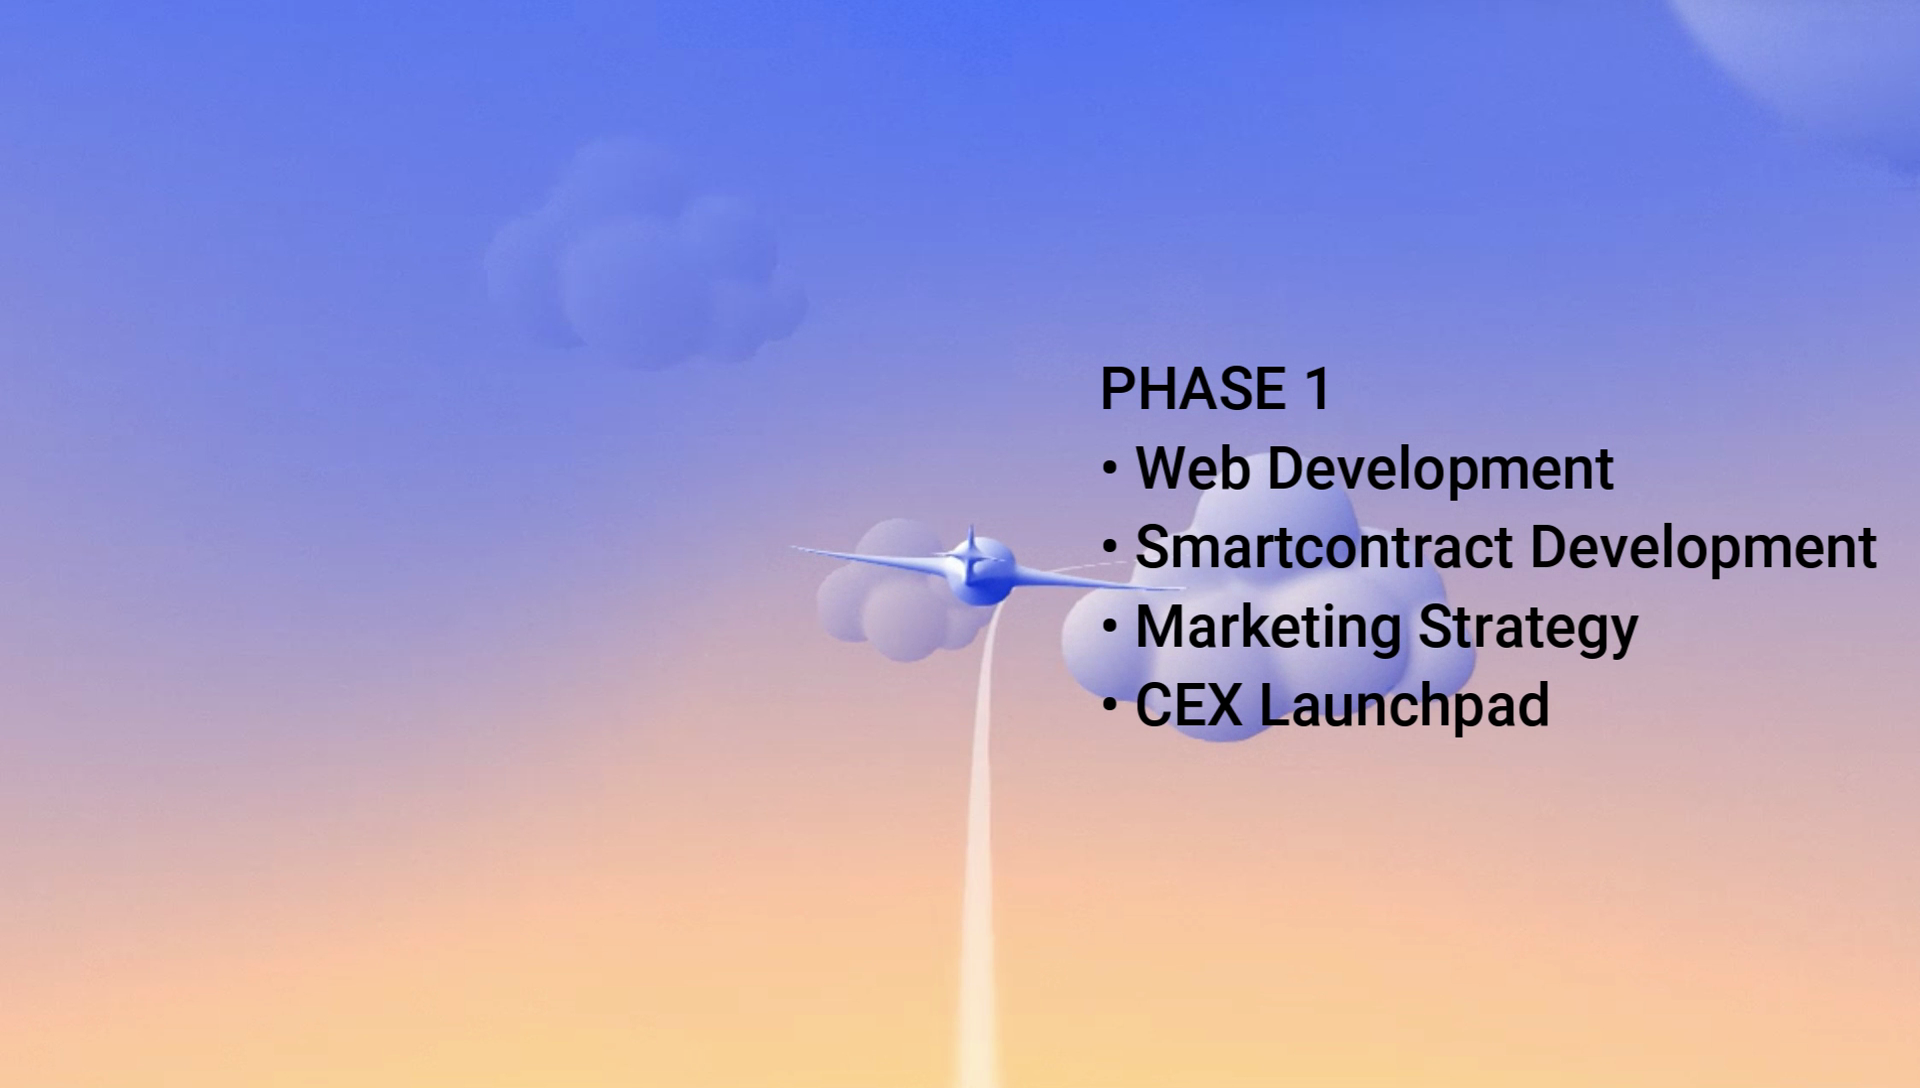 PHASE 1
• Web Development
• Smartcontract Development
• Marketing Strategy
• CEX Launchpad